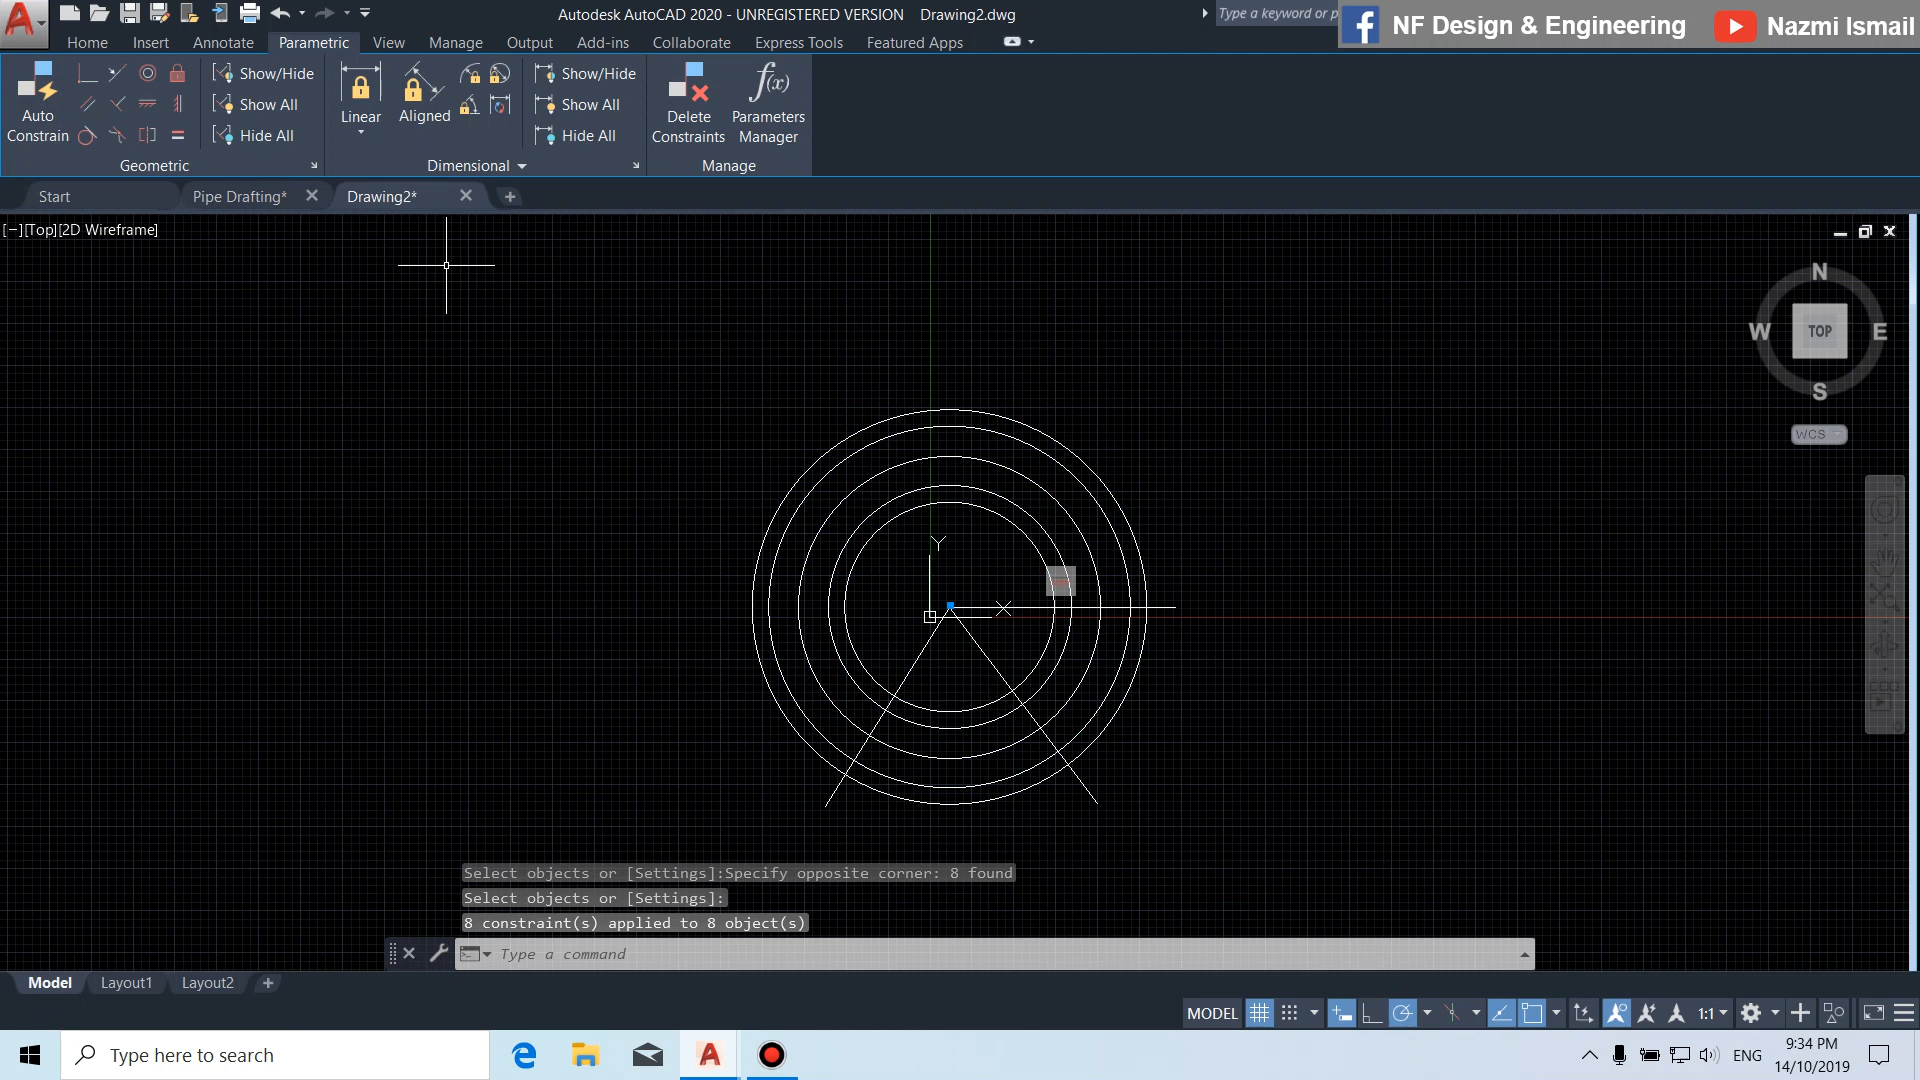 Autodesk AutoCAD 2020 - UNREGISTERED VERSION Drawing2.dwg
Type a keyword or p
NF Design & Engineering
Nazmi Ismail
Home Insert Annotate Parametric View Manage Output Add-ins Collaborate Express Tools Featured Apps
Auto Constrain
Show/Hide
Show All
Hide All
Geometric
Linear
Aligned
Show/Hide
Show All
Hide All
Dimensional
Delete Constraints
f(x)
Parameters Manager
Manage
Start Pipe Drafting* Drawing2*
[−][Top][2D Wireframe]
N
W TOP E
S
WCS
Y
X
Select objects or [Settings]:Specify opposite corner: 8 found
Select objects or [Settings]:
8 constraint(s) applied to 8 object(s)
Type a command
Model Layout1 Layout2
MODEL 1:1
Type here to search
ENG
9:34 PM
14/10/2019